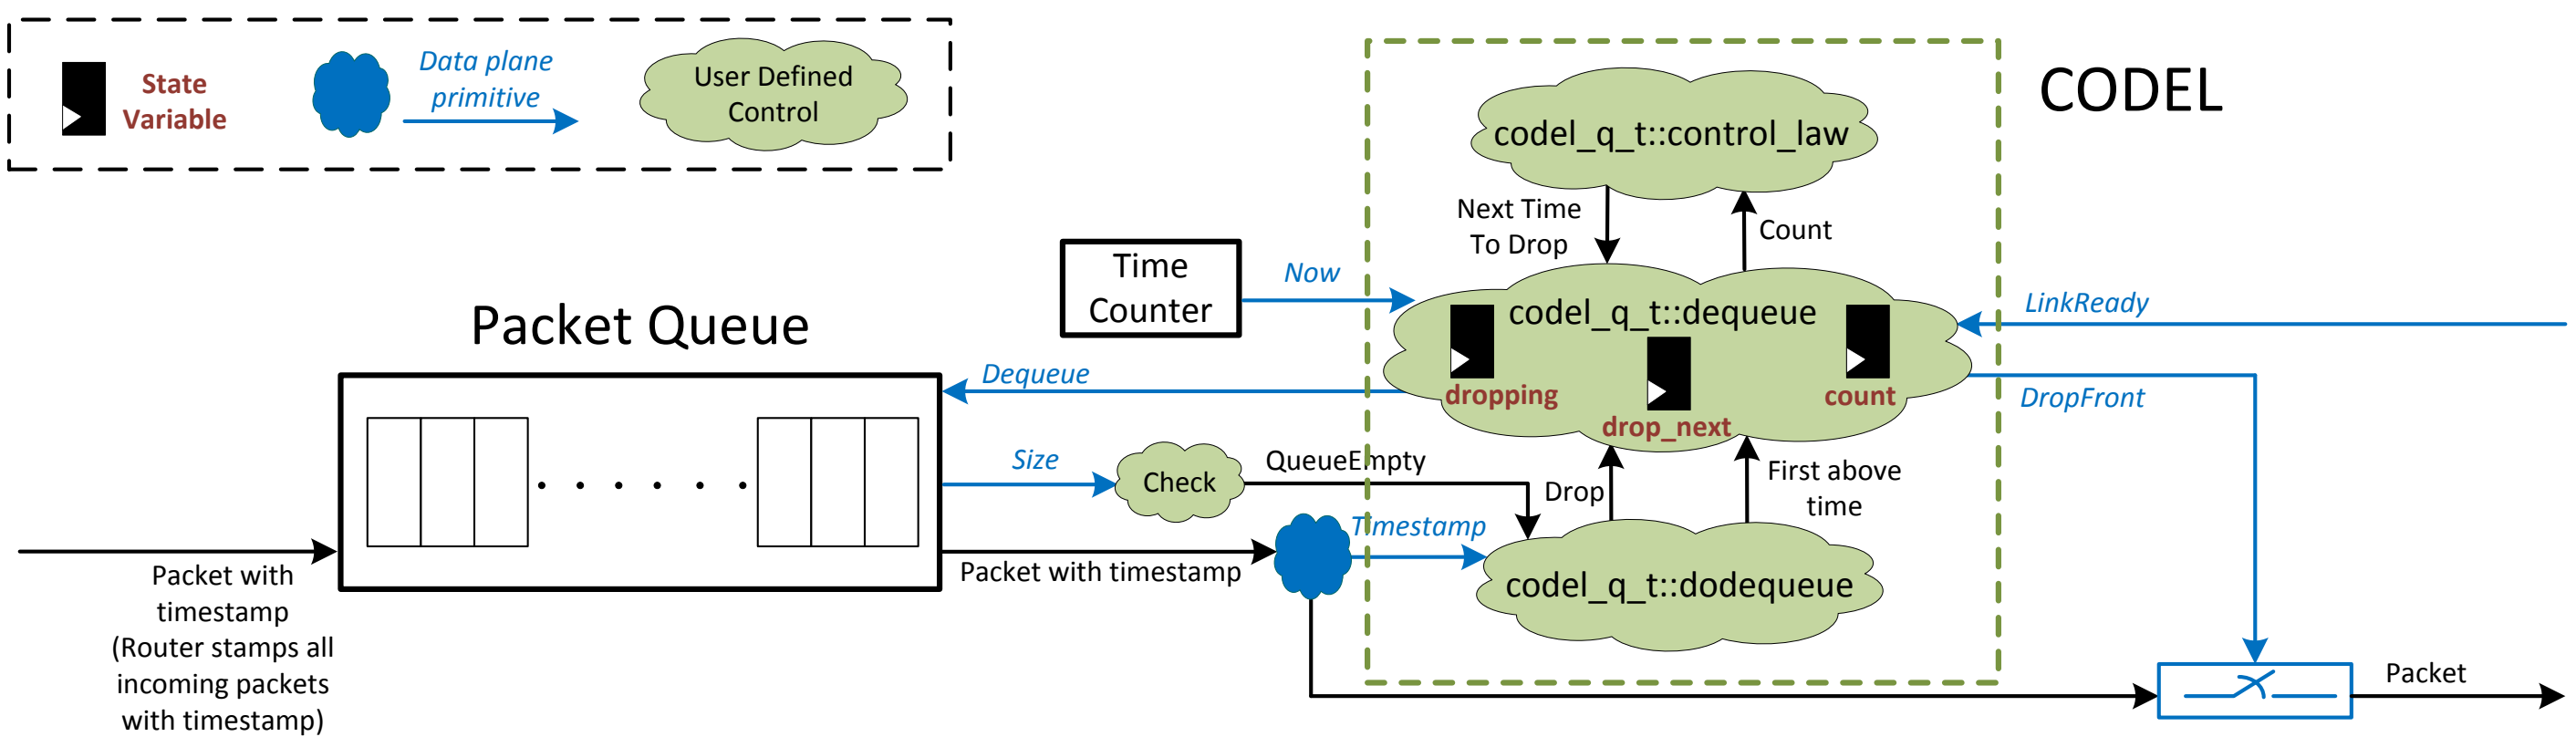 State
Variable
Data plane
primitive
User Defined
Control
CODEL
codel_q_t::control_law
Next Time
To Drop
Count
Time
Counter
Now
codel_q_t::dequeue
LinkReady
Packet Queue
Dequeue
dropping
drop_next
count
DropFront
Size
Check
QueueEmpty
Drop
First above
time
Timestamp
Packet with timestamp
codel_q_t::dodequeue
Packet with
timestamp
(Router stamps all
incoming packets
with timestamp)
Packet